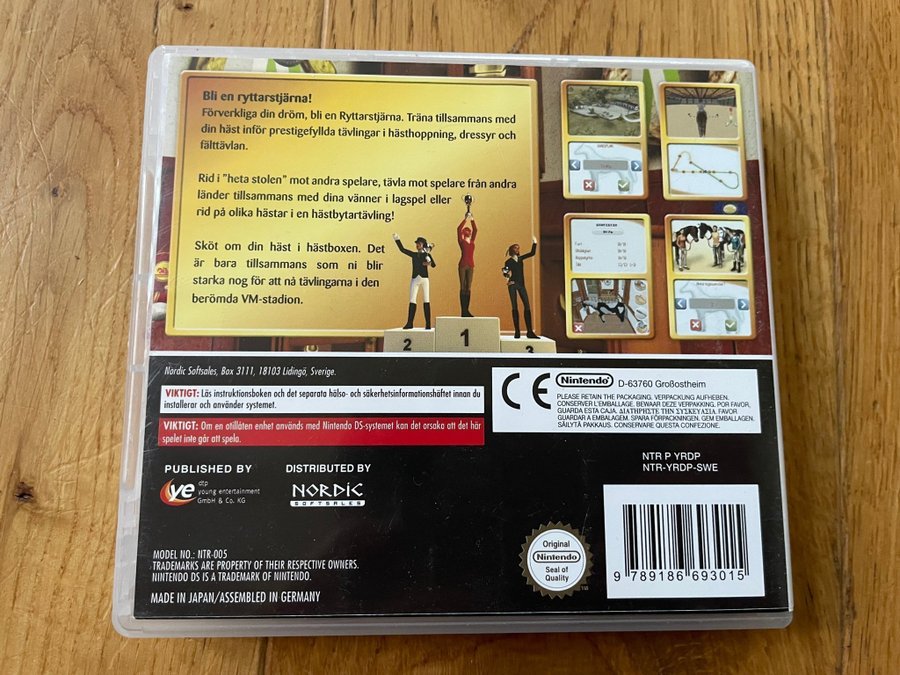 Bli en ryttarstjärna!
Förverkliga din dröm, bli en Ryttarstjärna. Träna tillsammans med
din häst inför prestigefyllda tävlingar i hästhoppning, dressyr och
fälttävlan.
Rid i "heta stolen" mot andra spelare, tävla mot spelare från andra
länder tillsammans med dina vänner i lagspel eller
rid på olika hästar i en hästbytartävling!
Sköt om din häst i hästboxen. Det
är bara tillsammans som ni blir
starka nog för att nå tävlingarna i den
berömda VM-stadion.
2
1
3
Nordic Softsales, Box 3111, 18103 Lidingö, Sverige.
VIKTIGT: Läs instruktionsboken och det separata hälso- och säkerhetsinformationshäftet innan du
installerar och använder systemet.
VIKTIGT: Om en otillåten enhet används med Nintendo DS-systemet kan det orsaka att det här
spelet inte går att spela.
CE
Nintendo
D-63760 Großostheim
PLEASE RETAIN THE PACKAGING. VERPACKUNG AUFHEBEN.
CONSERVER L'EMBALLAGE. BEWAAR DEZE VERPAKKING, POR FAVOR,
GUARDA ESTA CAJA. ΔΙΑΤΗΡΗΣΤΕ ΤΗΝ ΣΥΣΚΕΥΑΣΙΑ, FAVOR
GUARDAR A EMBALAGEM. SPARA FÖRPACKNINGEN. GEM EMBALLAGEN.
SÄILYTÄ PAKKAUS. CONSERVARE QUESTA CONFEZIONE.
NTR P YRDP
NTR-YRDP-SWE
PUBLISHED BY
DISTRIBUTED BY
ye
dtp
young entertainment
GmbH & Co. KG
NORDIC
SOFTSALES
MODEL NO.: NTR-005
TRADEMARKS ARE PROPERTY OF THEIR RESPECTIVE OWNERS.
NINTENDO DS IS A TRADEMARK OF NINTENDO.
MADE IN JAPAN/ASSEMBLED IN GERMANY
Original
Nintendo
Seal of
Quality
9 789186 693015